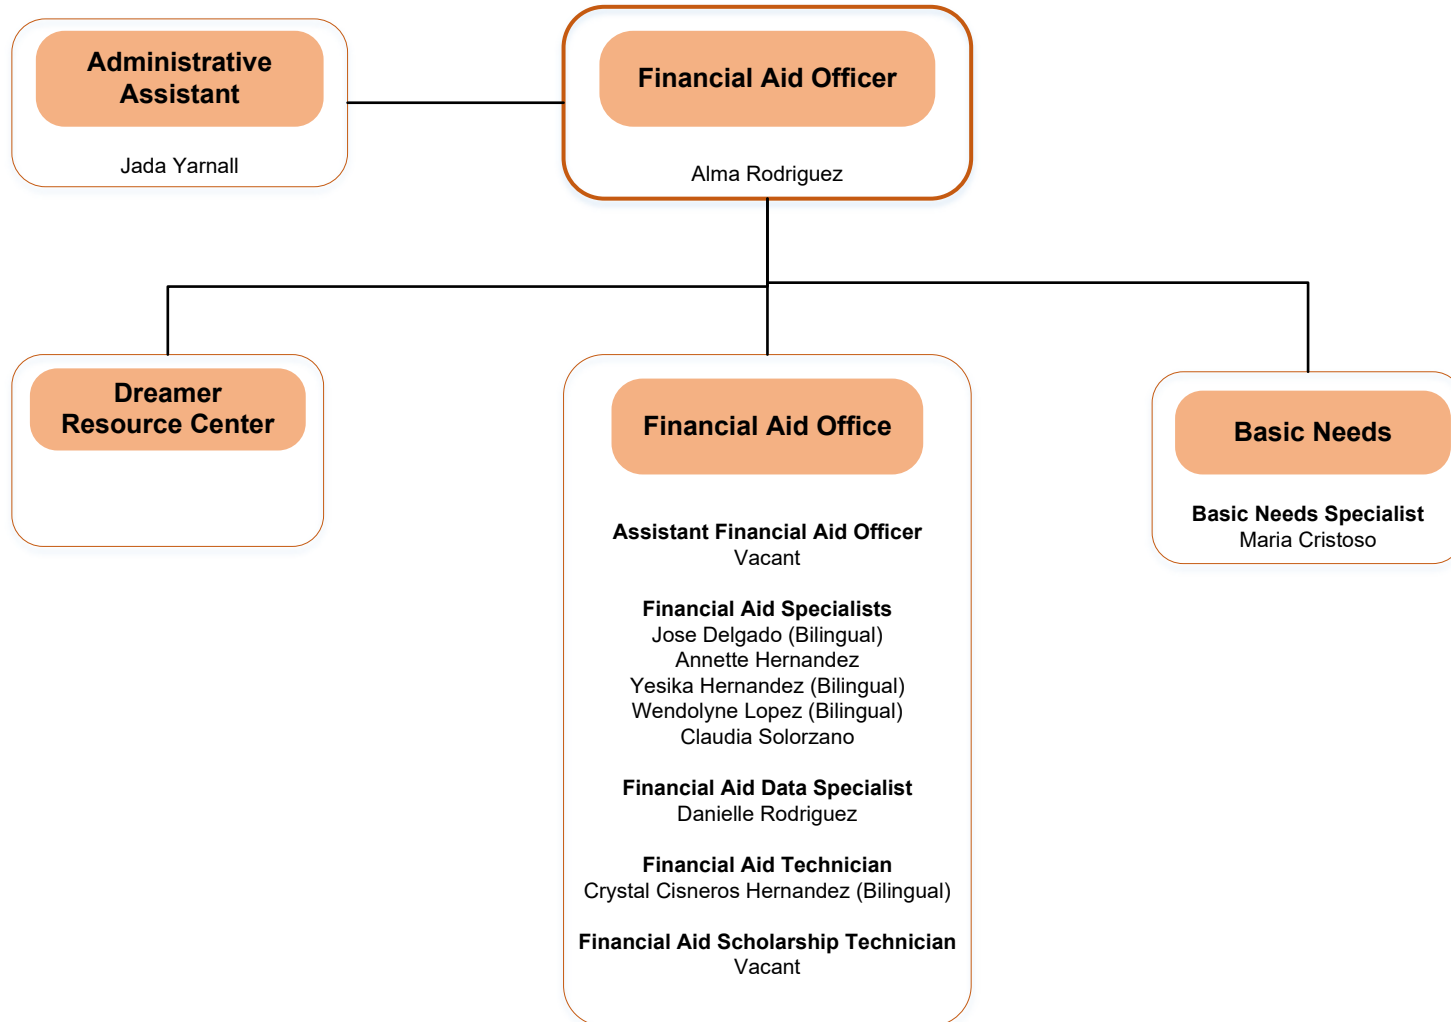 Administrative
Assistant
Jada Yarnall
Financial Aid Officer
Alma Rodriguez
Dreamer
Resource Center
Financial Aid Office
Assistant Financial Aid Officer
Vacant
Financial Aid Specialists
Jose Delgado (Bilingual)
Annette Hernandez
Yesika Hernandez (Bilingual)
Wendolyne Lopez (Bilingual)
Claudia Solorzano
Financial Aid Data Specialist
Danielle Rodriguez
Financial Aid Technician
Crystal Cisneros Hernandez (Bilingual)
Financial Aid Scholarship Technician
Vacant
Basic Needs
Basic Needs Specialist
Maria Cristoso